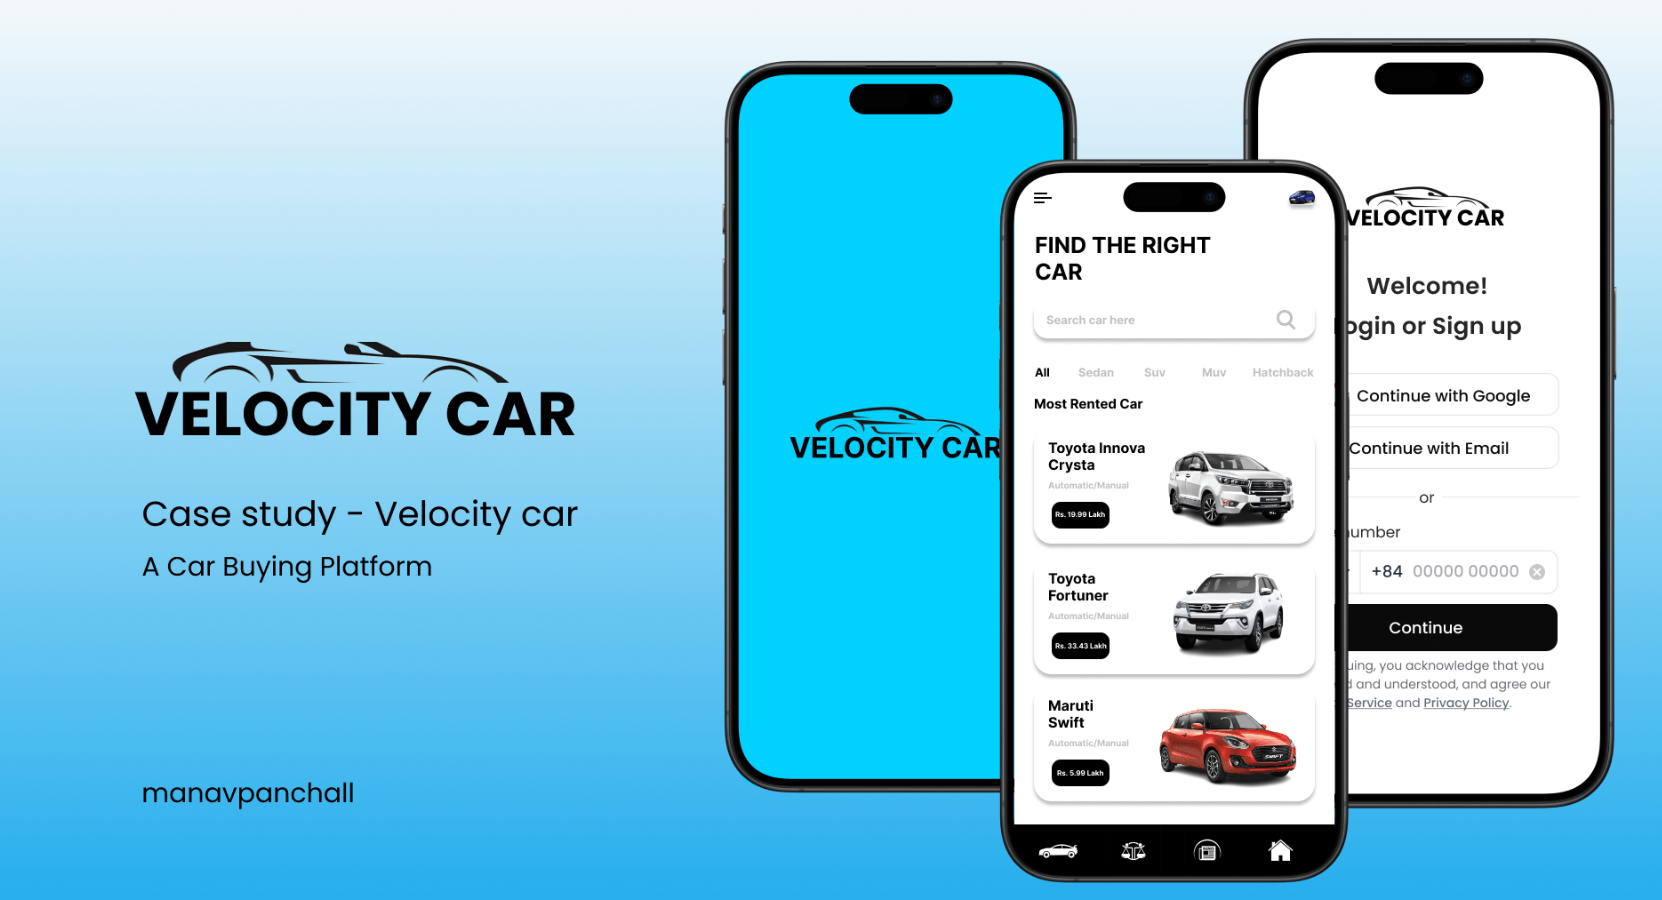 VELOCITY CAR
Case study - Velocity car
A Car Buying Platform
manavpanchall
VELOCITY CAR
FIND THE RIGHT
CAR
Search car here
All Sedan Suv Muv Hatchback
Most Rented Car
Toyota Innova
Crysta
Automatic/Manual
Rs. 19.99 Lakh
Toyota
Fortuner
Automatic/Manual
Rs. 33.43 Lakh
Maruti
Swift
Automatic/Manual
Rs. 5.99 Lakh
VELOCITY CAR
Welcome!
or Sign up
Continue with Google
Continue with Email
or
number
+84 00000 00000
Continue
you acknowledge that you
and understood, and agree our
Service and Privacy Policy.